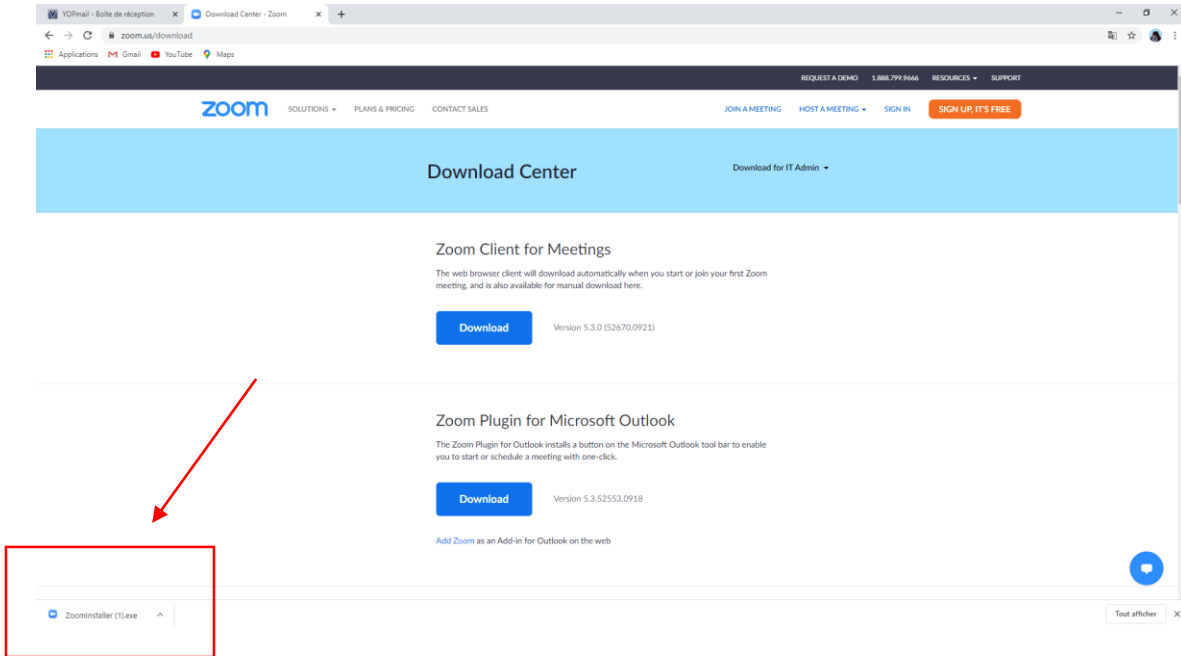 YOPmail - Boîte de réception
Download Center - Zoom
zoom.us/download
Applications Gmail YouTube Maps
REQUEST A DEMO 1.888.799.9666 RESOURCES SUPPORT
zoom SOLUTIONS PLANS & PRICING CONTACT SALES JOIN A MEETING HOST A MEETING SIGN IN SIGN UP, IT'S FREE
Download Center
Download for IT Admin
Zoom Client for Meetings
The web browser client will download automatically when you start or join your first Zoom
meeting, and is also available for manual download here.
Download Version 5.3.0 (52670.0921)
Zoom Plugin for Microsoft Outlook
The Zoom Plugin for Outlook installs a button on the Microsoft Outlook tool bar to enable
you to start or schedule a meeting with one-click.
Download Version 5.3.52553.0918
Add Zoom as an Add-in for Outlook on the web
ZoomInstaller (1).exe
Tout afficher